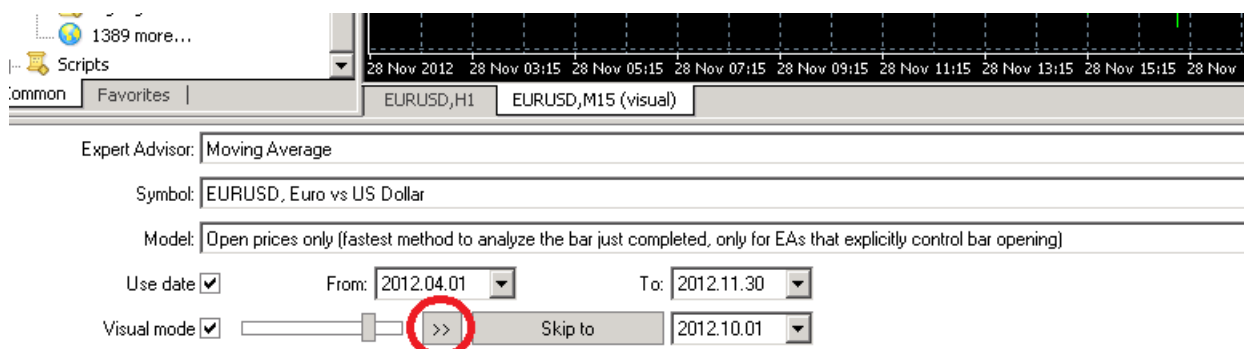 1389 more...
Scripts
28 Nov 2012 28 Nov 03:15 28 Nov 05:15 28 Nov 07:15 28 Nov 09:15 28 Nov 11:15 28 Nov 13:15 28 Nov 15:15 28 Nov
Common Favorites
EURUSD,H1 EURUSD,M15 (visual)
Expert Advisor: Moving Average
Symbol: EURUSD, Euro vs US Dollar
Model: Open prices only (fastest method to analyze the bar just completed, only for EAs that explicitly control bar opening)
Use date From: 2012.04.01 To: 2012.11.30
Visual mode >> Skip to 2012.10.01